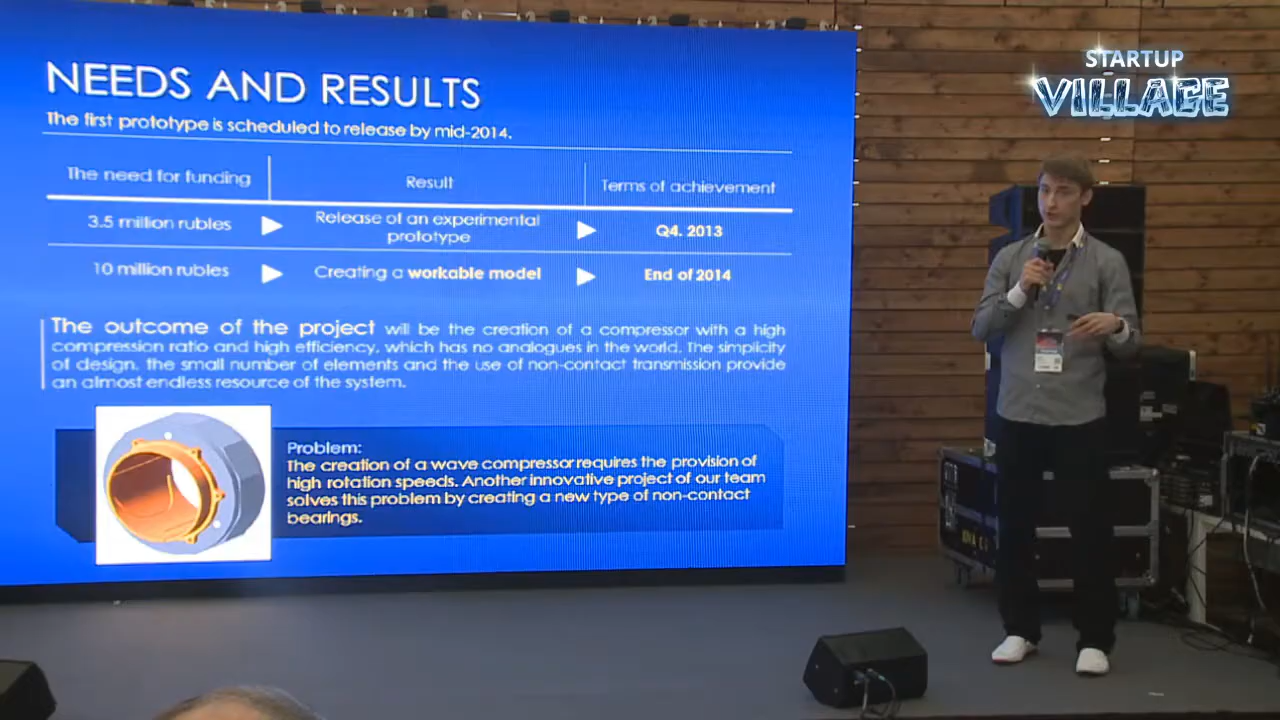 STARTUP
VILLAGE
NEEDS AND RESULTS
The first prototype is scheduled to release by mid-2014.
The need for funding
Result
Terms of achievement
3.5 million rubles
Release of an experimental
prototype
Q4. 2013
10 million rubles
Creating a workable model
End of 2014
The outcome of the project will be the creation of a compressor with a high
compression ratio and high efficiency, which has no analogues in the world. The simplicity
of design, the small number of elements and the use of non-contact transmission provide
an almost endless resource of the system.
Problem:
The creation of a wave compressor requires the provision of
high rotation speeds. Another innovative project of our team
solves this problem by creating a new type of non-contact
bearings.